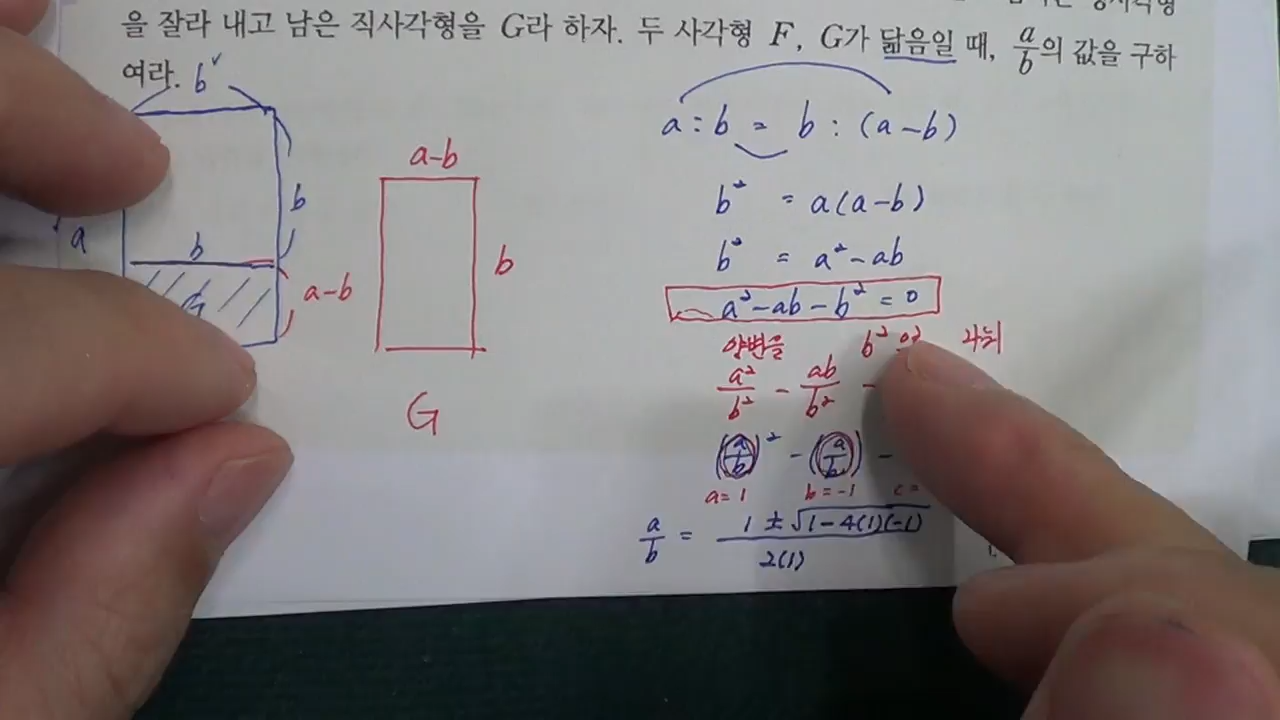 을 잘라 내고 남은 직사각형을 G라 하자. 두 사각형 F, G가 닮음일 때, a/b의 값을 구하
여라.
b
a
b
b
G
a-b
a-b
b
G
a : b = b : (a-b)
b² = a(a-b)
b² = a²-ab
a²-ab-b² = 0
양변을 b²으로 나눠
a²/b² - ab/b² -
(a/b)² - (a/b) -
a=1 b=-1 c=
a/b = (1 ± √(1-4(1)(-1)))/2(1)